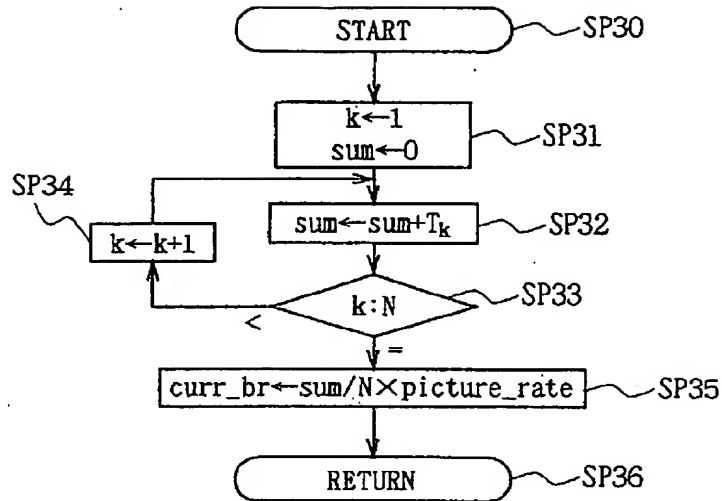 START
SP30
k←1
sum←0
SP31
SP34
k←k+1
sum←sum+Tk
SP32
k:N
SP33
<
=
curr_br←sum/N×picture_rate
SP35
RETURN
SP36